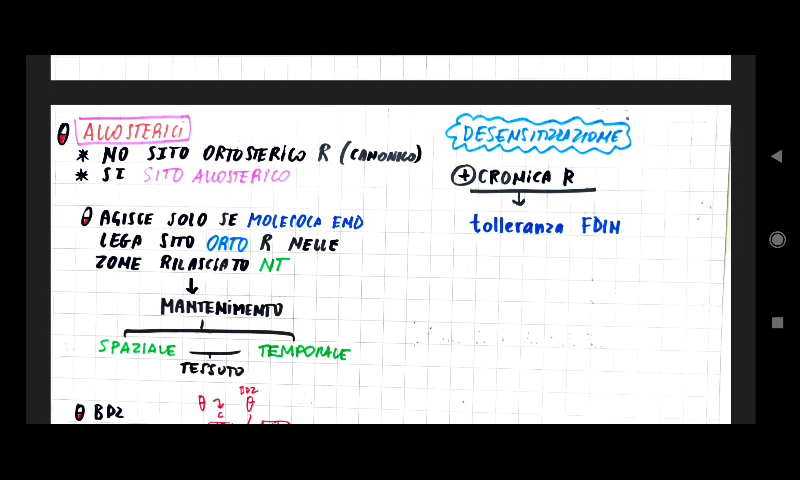 ALLOSTERICI
* NO SITO ORTOSTERICO R (CANONICO)
* SI SITO ALLOSTERICO
AGISCE SOLO SE MOLECOLA END
LEGA SITO ORTO R NELLE
ZONE RILASCIATO NT
↓
MANTENIMENTO
SPAZIALE TEMPORALE
TESSUTO
BDZ
BDZ
DESENSITIZZAZIONE
+ CRONICA R
↓
tolleranza FDIN